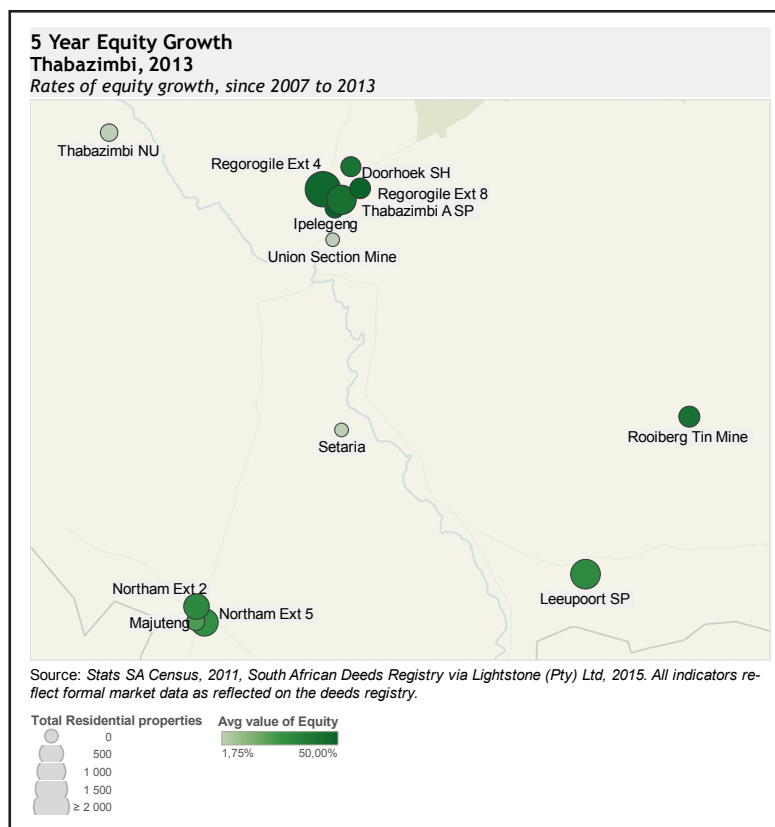 5 Year Equity Growth
Thabazimbi, 2013
Rates of equity growth, since 2007 to 2013
Thabazimbi NU
Regorogile Ext 4
Doorhoek SH
Regorogile Ext 8
Thabazimbi A SP
Ipelegeng
Union Section Mine
Setaria
Rooiberg Tin Mine
Leeupoort SP
Northam Ext 2
Northam Ext 5
Majuteng
Source: Stats SA Census, 2011, South African Deeds Registry via Lightstone (Pty) Ltd, 2015. All indicators re-
flect formal market data as reflected on the deeds registry.
Total Residential properties
0
500
1 000
1 500
≥ 2 000
Avg value of Equity
1,75% 50,00%